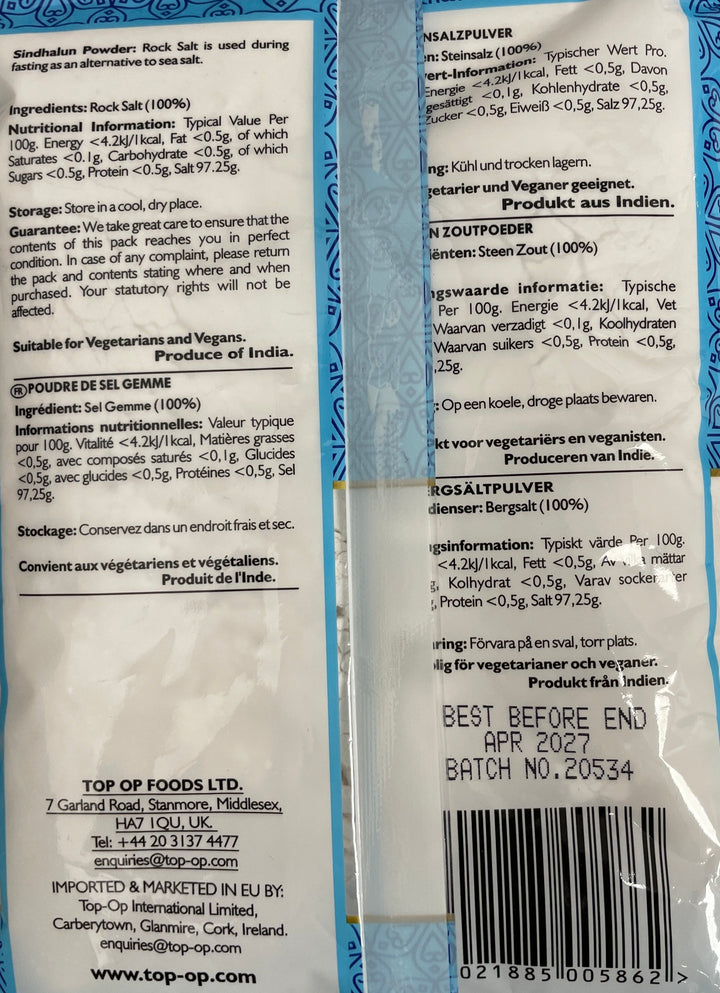 Sindhalun Powder: Rock Salt is used during
fasting as an alternative to sea salt.
Ingredients: Rock Salt (100%)
Nutritional Information: Typical Value Per
100g. Energy <4.2kJ/1kcal, Fat <0.5g, of which
Saturates <0.1g, Carbohydrate <0.5g, of which
Sugars <0.5g, Protein <0.5g, Salt 97.25g.
Storage: Store in a cool, dry place.
Guarantee: We take great care to ensure that the
contents of this pack reaches you in perfect
condition. In case of any complaint, please return
the pack and contents stating where and when
purchased. Your statutory rights will not be
affected.
Suitable for Vegetarians and Vegans.
Produce of India.
FR POUDRE DE SEL GEMME
Ingrédient: Sel Gemme (100%)
Informations nutritionnelles: Valeur typique
pour 100g. Vitalité <4.2kJ/1kcal, Matières grasses
<0,5g, avec composés saturés <0,1g, Glucides
<0,5g, avec glucides <0,5g, Protéines <0,5g, Sel
97,25g.
Stockage: Conservez dans un endroit frais et sec.
Convient aux végétariens et végétaliens.
Produit de l'Inde.
TOP OP FOODS LTD.
7 Garland Road, Stanmore, Middlesex,
HA7 1QU, UK.
Tel: +44 20 3137 4477
enquiries@top-op.com
IMPORTED & MARKETED IN EU BY:
Top-Op International Limited,
Carberytown, Glanmire, Cork, Ireland.
enquiries@top-op.com
www.top-op.com
NSALZPULVER
n: Steinsalz (100%)
ert-Information: Typischer Wert Pro.
Energie <4.2kJ/1kcal, Fett <0,5g, Davon
gesättigt <0,1g, Kohlenhydrate <0,5g,
Zucker <0,5g, Eiweiß <0,5g, Salz 97,25g.
ng: Kühl und trocken lagern.
getarier und Veganer geeignet.
Produkt aus Indien.
N ZOUTPOEDER
iënten: Steen Zout (100%)
gswaarde informatie: Typische
Per 100g. Energie <4.2kJ/1kcal, Vet
Waarvan verzadigt <0,1g, Koolhydraten
Waarvan suikers <0,5g, Protein <0,5g,
,25g.
: Op een koele, droge plaats bewaren.
kt voor vegetariërs en veganisten.
Produceren van Indie.
RGSÄLTPULVER
dienser: Bergsalt (100%)
gsinformation: Typiskt värde Per 100g.
<4.2kJ/1kcal, Fett <0,5g, Av mättar
g, Kolhydrat <0,5g, Varav sockerarter
, Protein <0,5g, Salt 97,25g.
ring: Förvara på en sval, torr plats.
lig för vegetarianer och veganer.
Produkt från Indien.
BEST BEFORE END
APR 2027
BATCH NO.20534
021885 005862 >